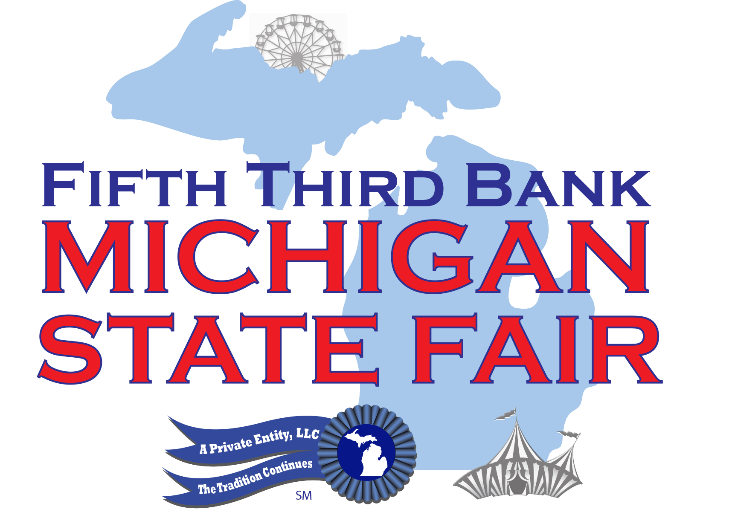 FIFTH THIRD BANK
MICHIGAN
STATE FAIR
A Private Entity, LLC
The Tradition Continues
SM